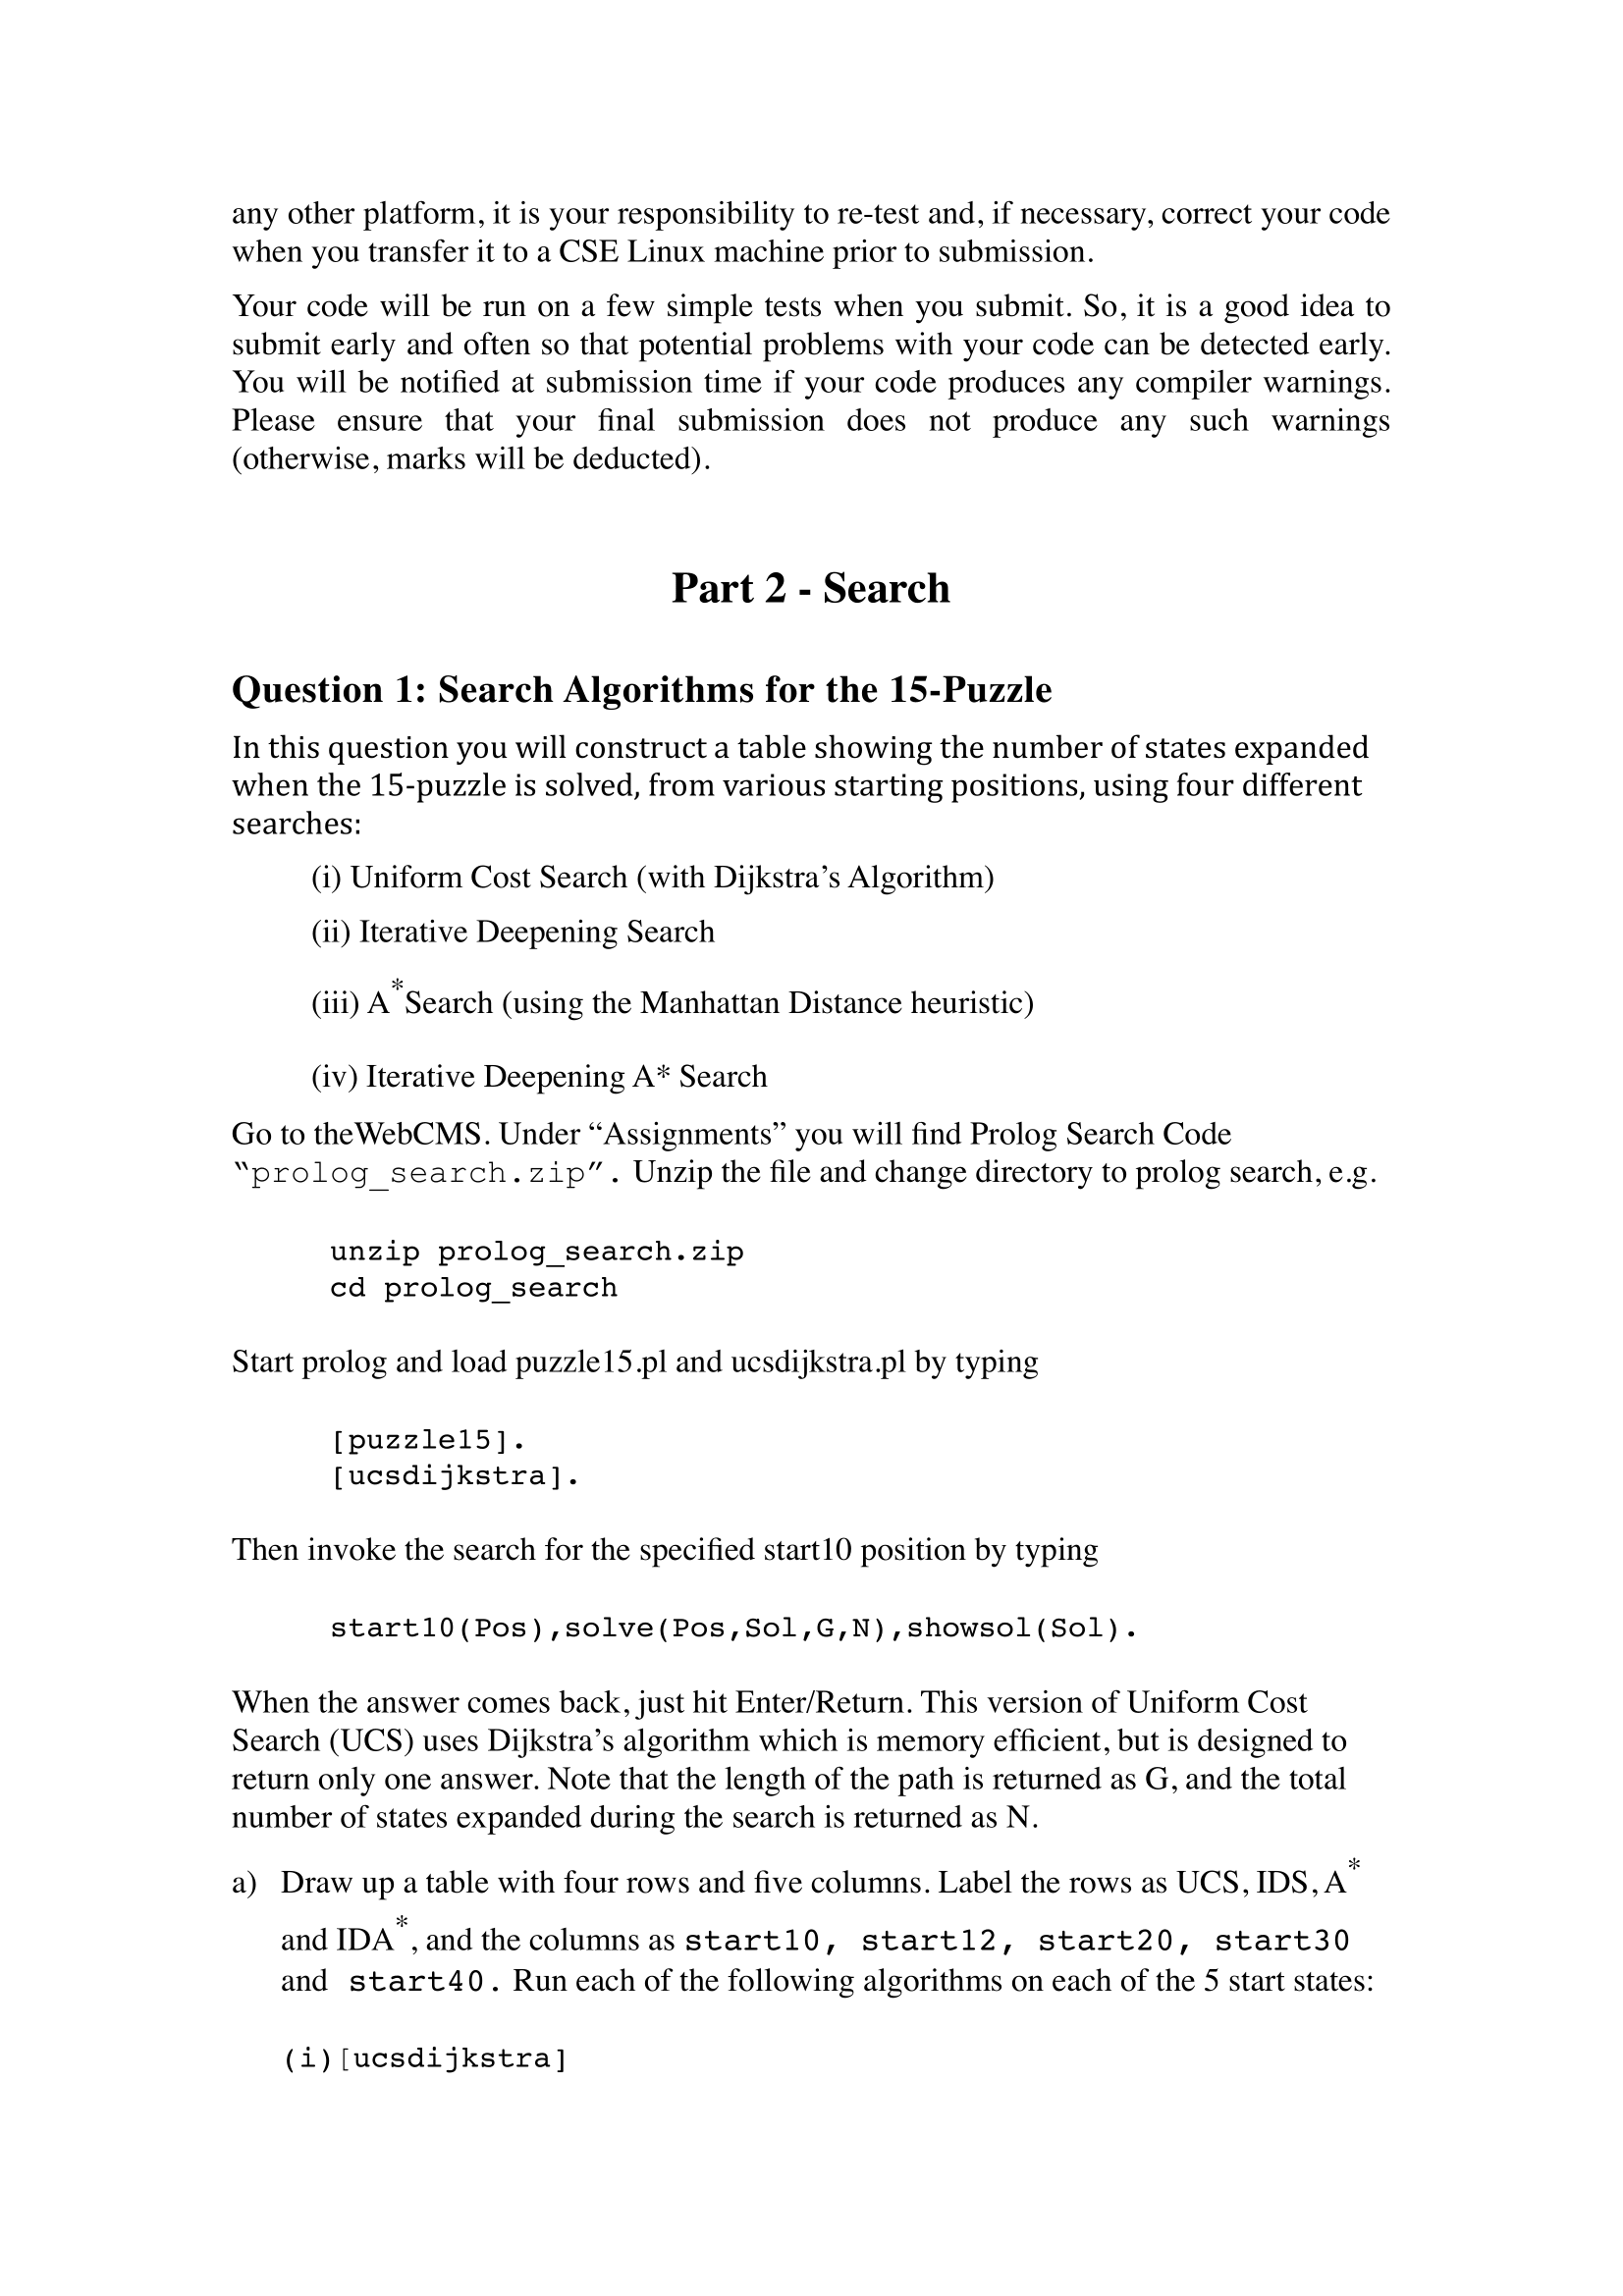 any other platform, it is your responsibility to re-test and, if necessary, correct your code
when you transfer it to a CSE Linux machine prior to submission.
Your code will be run on a few simple tests when you submit. So, it is a good idea to
submit early and often so that potential problems with your code can be detected early.
You will be notified at submission time if your code produces any compiler warnings.
Please ensure that your final submission does not produce any such warnings
(otherwise, marks will be deducted).
Part 2 - Search
Question 1: Search Algorithms for the 15-Puzzle
In this question you will construct a table showing the number of states expanded
when the 15-puzzle is solved, from various starting positions, using four different
searches:
(i) Uniform Cost Search (with Dijkstra’s Algorithm)
(ii) Iterative Deepening Search
(iii) A*Search (using the Manhattan Distance heuristic)
(iv) Iterative Deepening A* Search
Go to theWebCMS. Under “Assignments” you will find Prolog Search Code
“prolog_search.zip”. Unzip the file and change directory to prolog search, e.g.
unzip prolog_search.zip
cd prolog_search
Start prolog and load puzzle15.pl and ucsdijkstra.pl by typing
[puzzle15].
[ucsdijkstra].
Then invoke the search for the specified start10 position by typing
start10(Pos),solve(Pos,Sol,G,N),showsol(Sol).
When the answer comes back, just hit Enter/Return. This version of Uniform Cost
Search (UCS) uses Dijkstra’s algorithm which is memory efficient, but is designed to
return only one answer. Note that the length of the path is returned as G, and the total
number of states expanded during the search is returned as N.
a) Draw up a table with four rows and five columns. Label the rows as UCS, IDS, A*
and IDA*, and the columns as start10, start12, start20, start30
and start40. Run each of the following algorithms on each of the 5 start states:
(i)[ucsdijkstra]